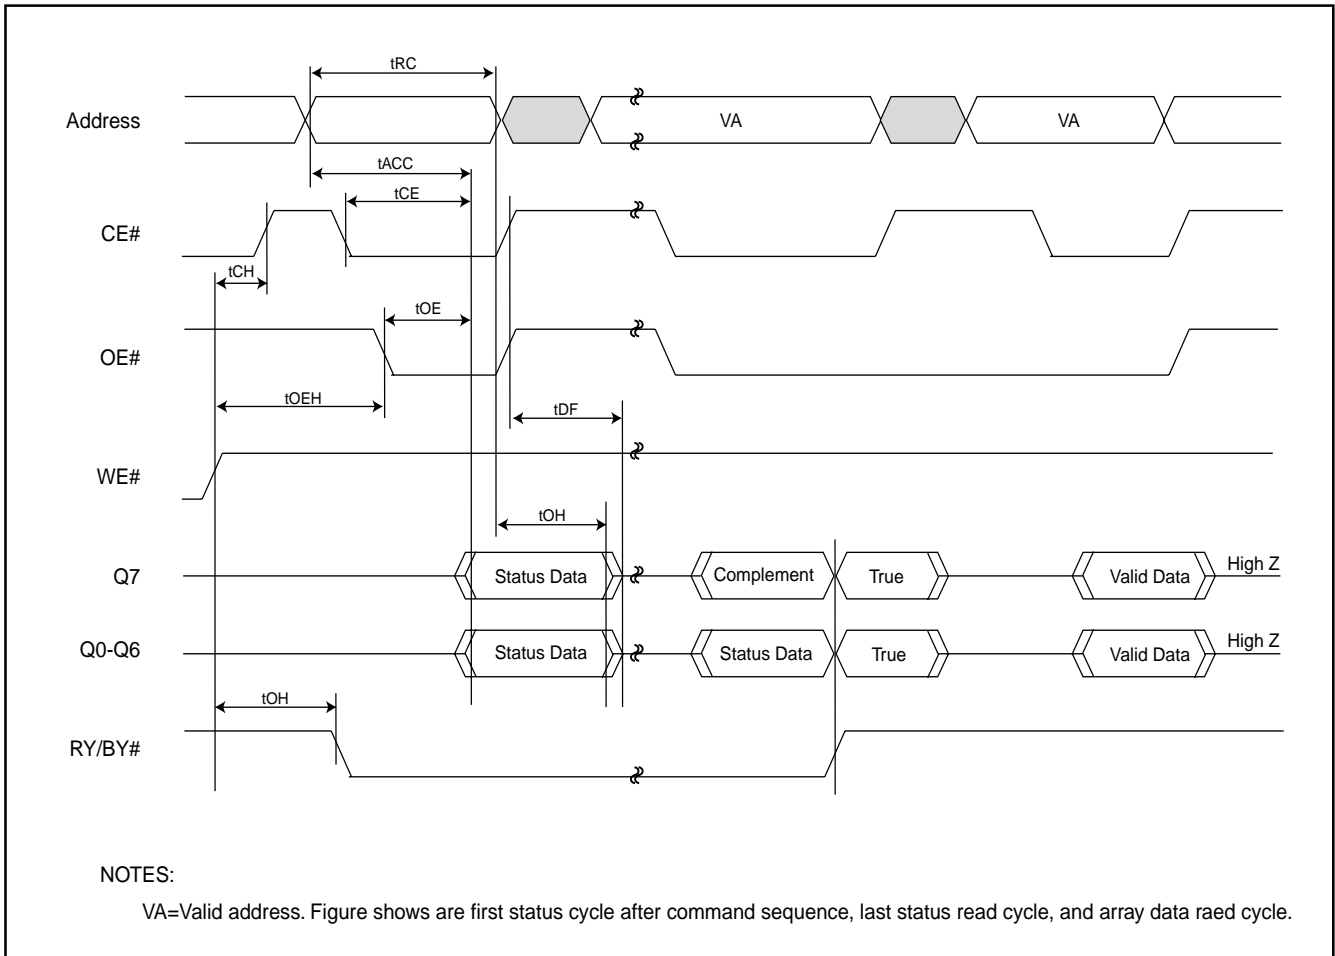 tRC
Address
VA
VA
tACC
tCE
CE#
tCH
tOE
OE#
tOEH
tDF
WE#
tOH
Q7
Status Data
Complement
True
Valid Data
High Z
Q0-Q6
Status Data
Status Data
True
Valid Data
High Z
tOH
RY/BY#
NOTES:
VA=Valid address. Figure shows are first status cycle after command sequence, last status read cycle, and array data raed cycle.